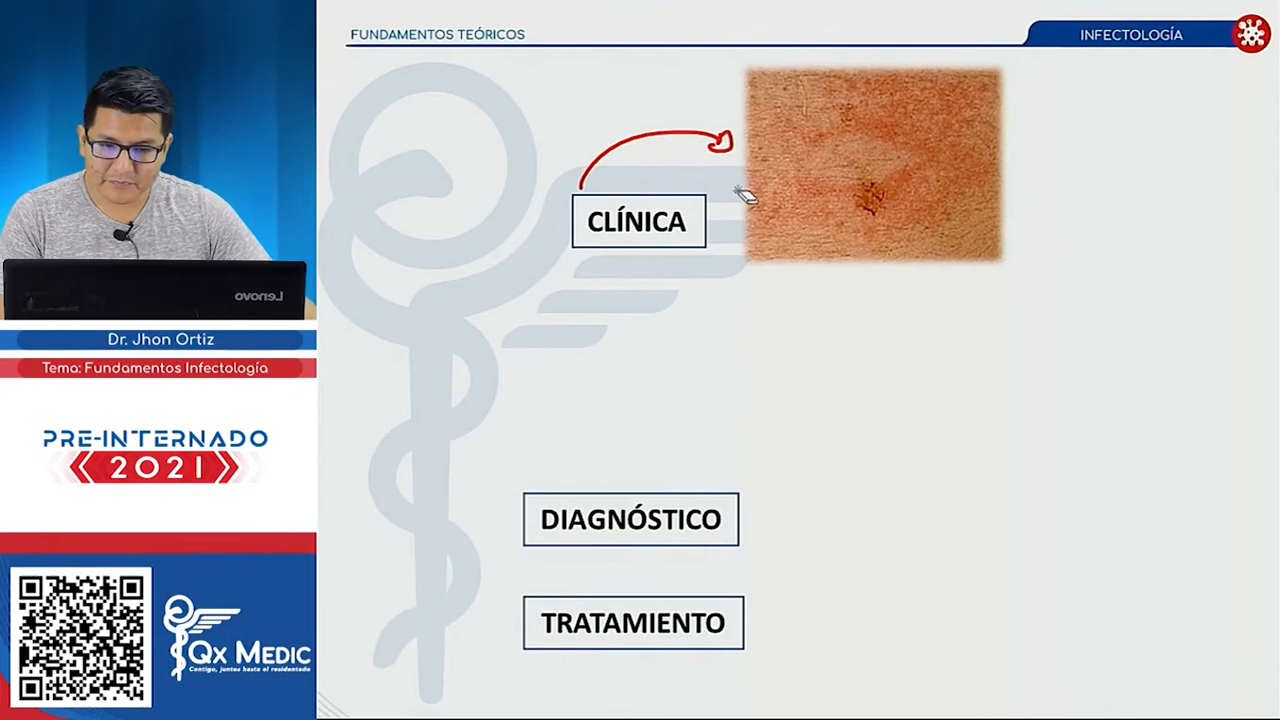 FUNDAMENTOS TEÓRICOS
INFECTOLOGÍA
CLÍNICA
Lenovo
Dr. Jhon Ortiz
Tema: Fundamentos Infectología
PRE-INTERNADO
2021
DIAGNÓSTICO
TRATAMIENTO
QX MEDIC
Contigo, juntos hasta el residentado